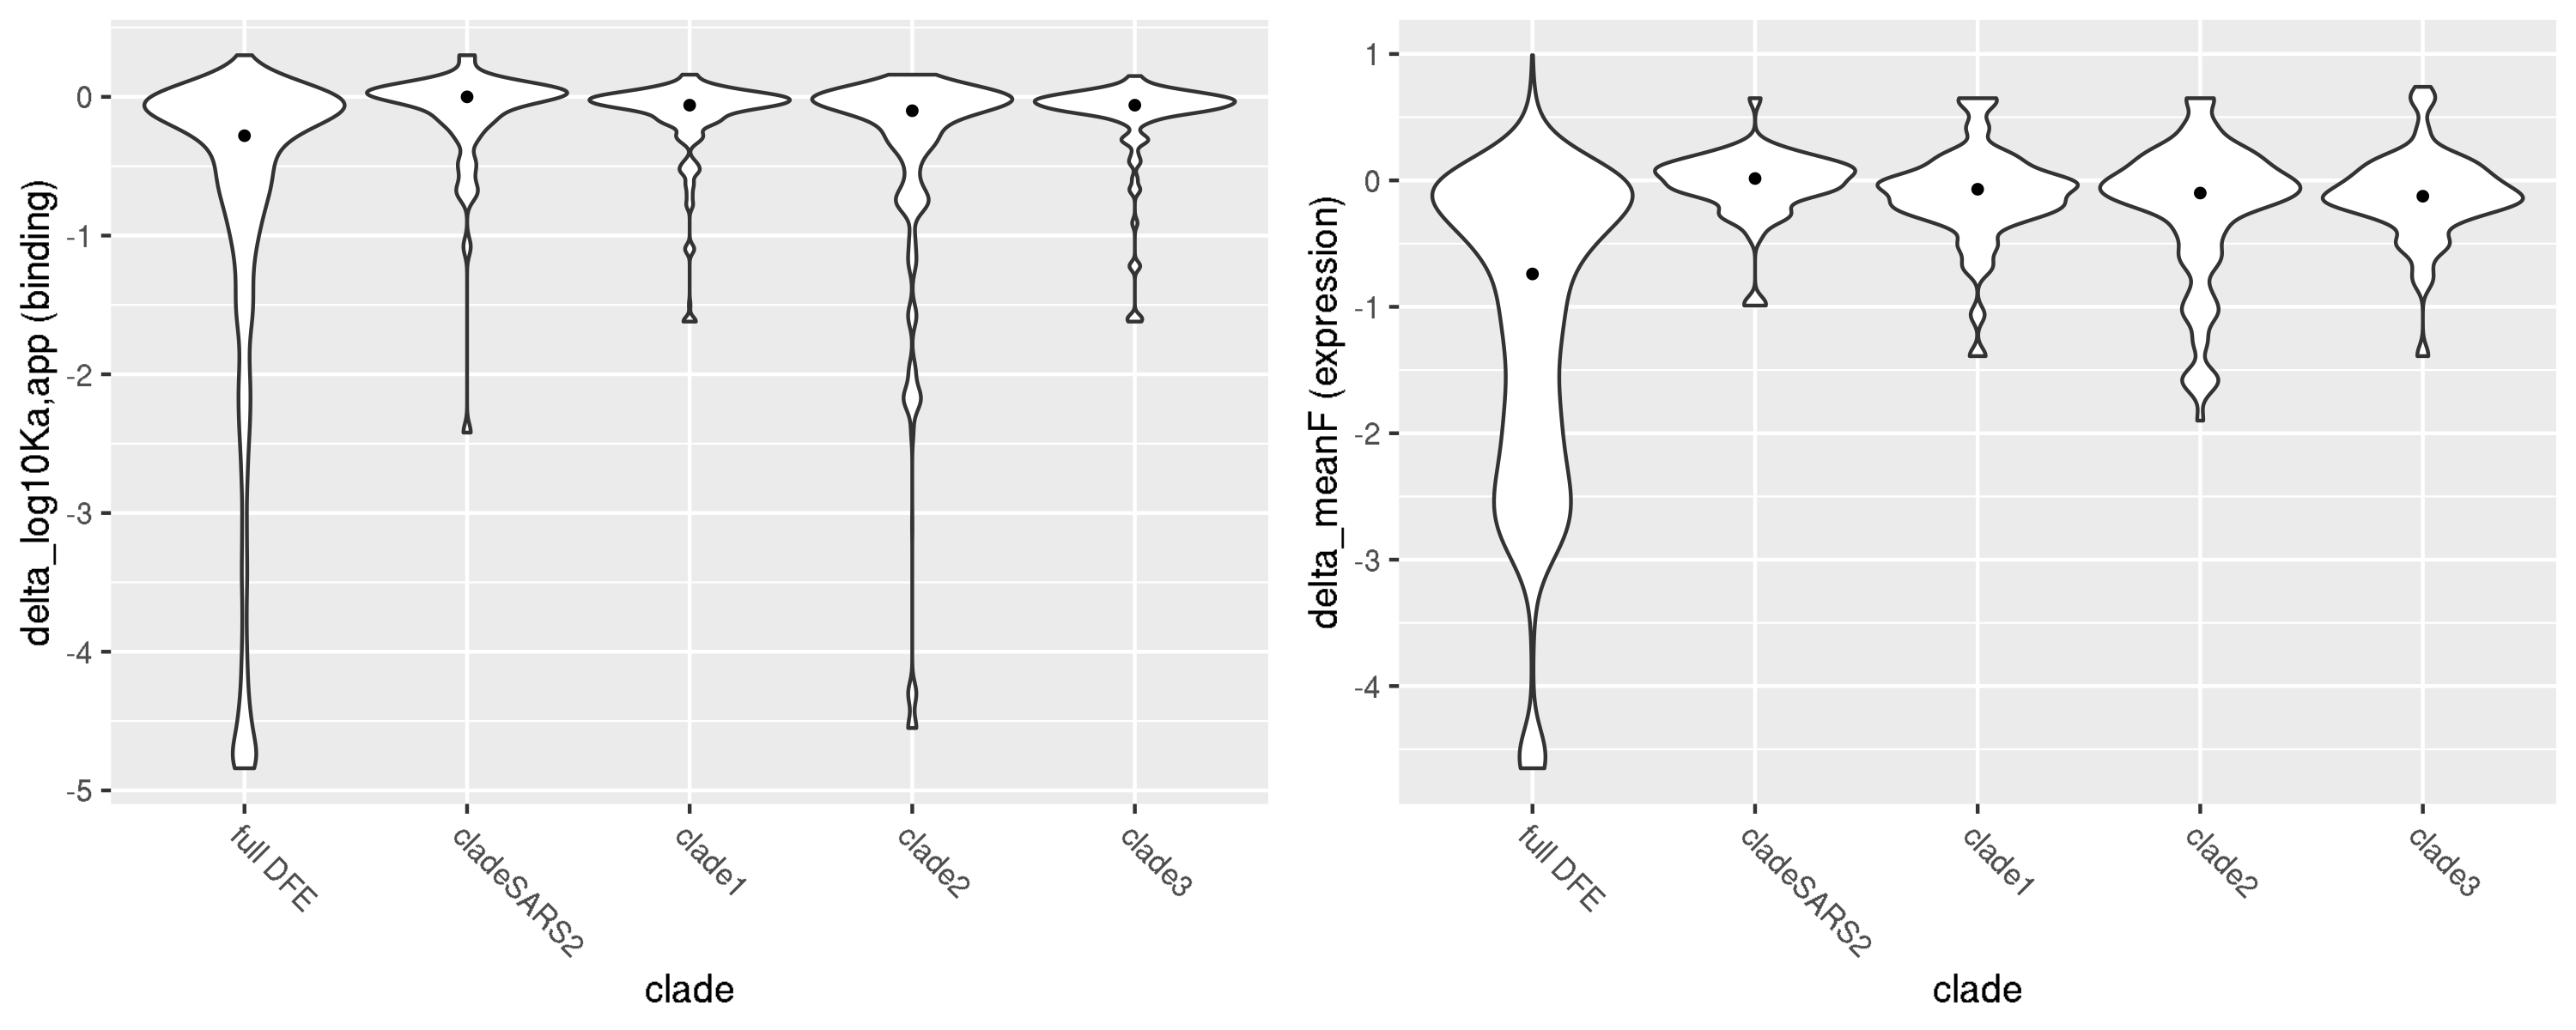 delta_log10Ka,app (binding)
0
-1
-2
-3
-4
-5
full DFE
cladeSARS2
clade1
clade2
clade3
clade
delta_meanF (expression)
1
0
-1
-2
-3
-4
full DFE
cladeSARS2
clade1
clade2
clade3
clade